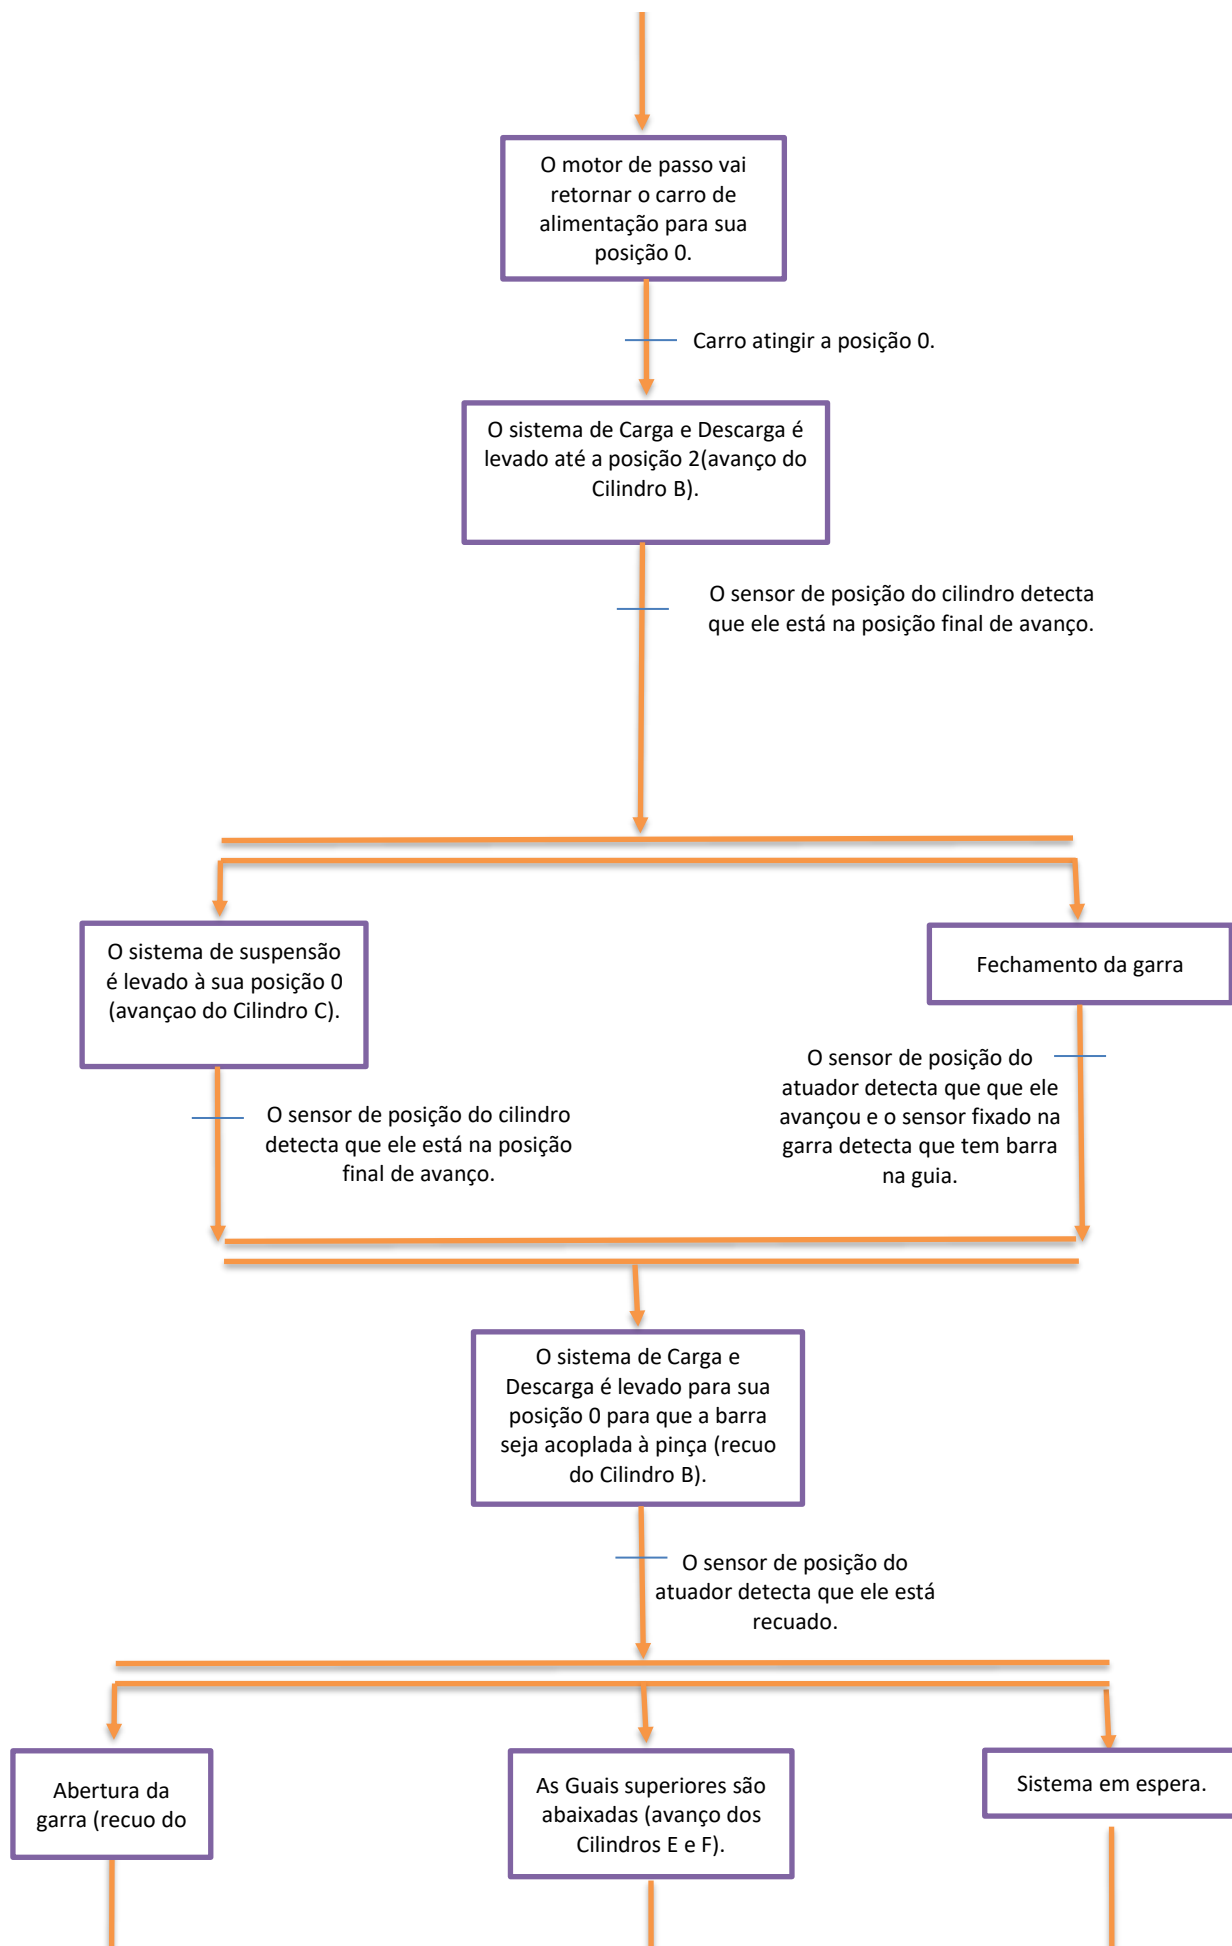 O motor de passo vai
retornar o carro de
alimentação para sua
posição 0.
Carro atingir a posição 0.
O sistema de Carga e Descarga é
levado até a posição 2(avanço do
Cilindro B).
O sensor de posição do cilindro detecta
que ele está na posição final de avanço.
O sistema de suspensão
é levado à sua posição 0
(avançao do Cilindro C).
Fechamento da garra
O sensor de posição do cilindro
detecta que ele está na posição
final de avanço.
O sensor de posição do
atuador detecta que que ele
avançou e o sensor fixado na
garra detecta que tem barra
na guia.
O sistema de Carga e
Descarga é levado para sua
posição 0 para que a barra
seja acoplada à pinça (recuo
do Cilindro B).
O sensor de posição do
atuador detecta que ele está
recuado.
Abertura da
garra (recuo do
As Guais superiores são
abaixadas (avanço dos
Cilindros E e F).
Sistema em espera.